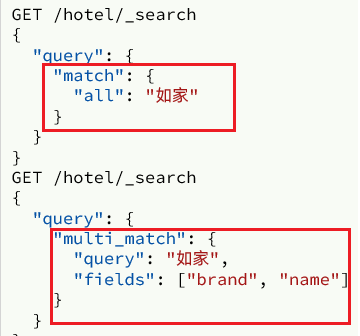 GET /hotel/_search
{
  "query": {
    "match": {
      "all": "如家"
    }
  }
}
GET /hotel/_search
{
  "query": {
    "multi_match": {
      "query": "如家",
      "fields": ["brand", "name"]
    }
  }